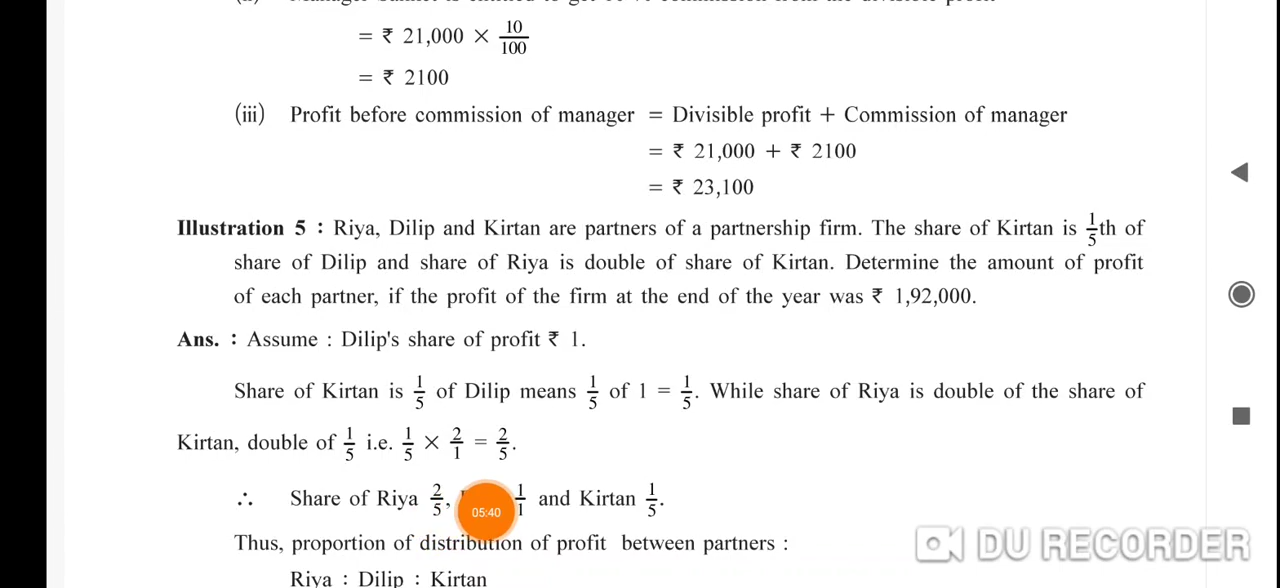 = ₹ 21,000 × 10/100
= ₹ 2100
(iii) Profit before commission of manager = Divisible profit + Commission of manager
= ₹ 21,000 + ₹ 2100
= ₹ 23,100
Illustration 5 : Riya, Dilip and Kirtan are partners of a partnership firm. The share of Kirtan is 1/5th of
share of Dilip and share of Riya is double of share of Kirtan. Determine the amount of profit
of each partner, if the profit of the firm at the end of the year was ₹ 1,92,000.
Ans. : Assume : Dilip's share of profit ₹ 1.
Share of Kirtan is 1/5 of Dilip means 1/5 of 1 = 1/5. While share of Riya is double of the share of
Kirtan, double of 1/5 i.e. 1/5 × 2/1 = 2/5.
∴ Share of Riya 2/5, 1/1 and Kirtan 1/5.
05:40
Thus, proportion of distribution of profit between partners :
DU RECORDER
Riya : Dilip : Kirtan